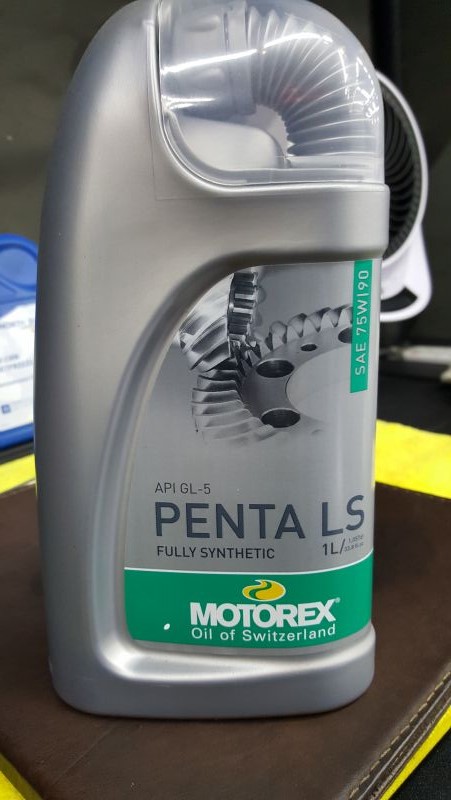 SAE 75W|90
API GL-5
PENTA LS
FULLY SYNTHETIC
1L/
MOTOREX®
Oil of Switzerland